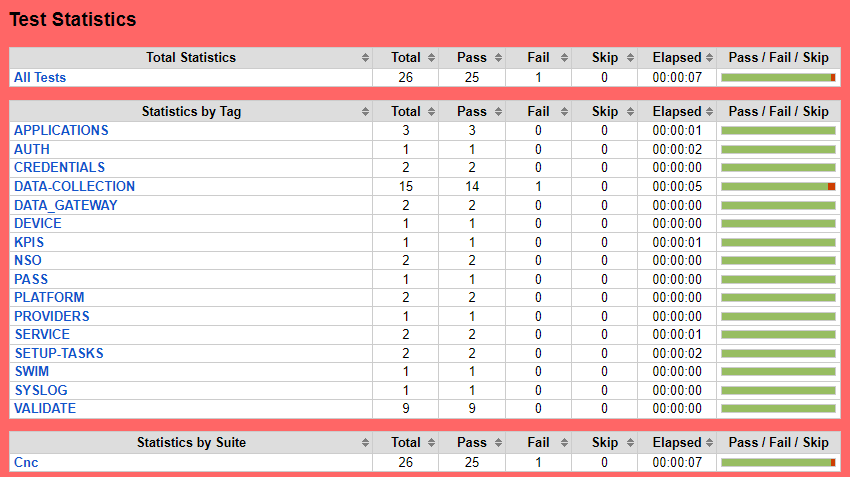 Test Statistics
Total Statistics Total Pass Fail Skip Elapsed Pass / Fail / Skip
All Tests 26 25 1 0 00:00:07
Statistics by Tag Total Pass Fail Skip Elapsed Pass / Fail / Skip
APPLICATIONS 3 3 0 0 00:00:01
AUTH 1 1 0 0 00:00:02
CREDENTIALS 2 2 0 0 00:00:00
DATA-COLLECTION 15 14 1 0 00:00:05
DATA_GATEWAY 2 2 0 0 00:00:00
DEVICE 1 1 0 0 00:00:00
KPIS 1 1 0 0 00:00:01
NSO 2 2 0 0 00:00:00
PASS 1 1 0 0 00:00:00
PLATFORM 2 2 0 0 00:00:00
PROVIDERS 1 1 0 0 00:00:00
SERVICE 2 2 0 0 00:00:01
SETUP-TASKS 2 2 0 0 00:00:02
SWIM 1 1 0 0 00:00:00
SYSLOG 1 1 0 0 00:00:00
VALIDATE 9 9 0 0 00:00:00
Statistics by Suite Total Pass Fail Skip Elapsed Pass / Fail / Skip
Cnc 26 25 1 0 00:00:07